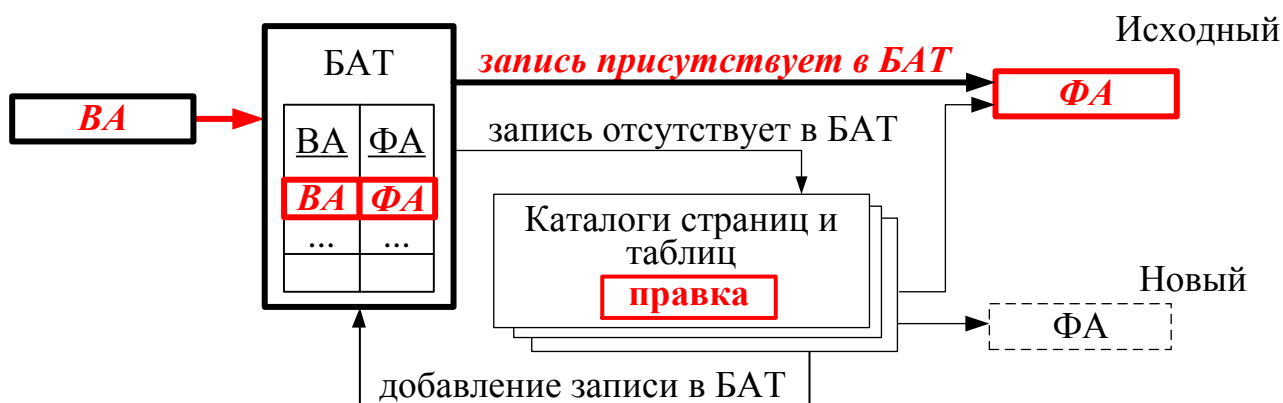 Исходный
БАТ
запись присутствует в БАТ
ВА
ФА
запись отсутствует в БАТ
ВА ФА
ВА ФА
... ...
Каталоги страниц и
таблиц
правка
Новый
ФА
добавление записи в БАТ